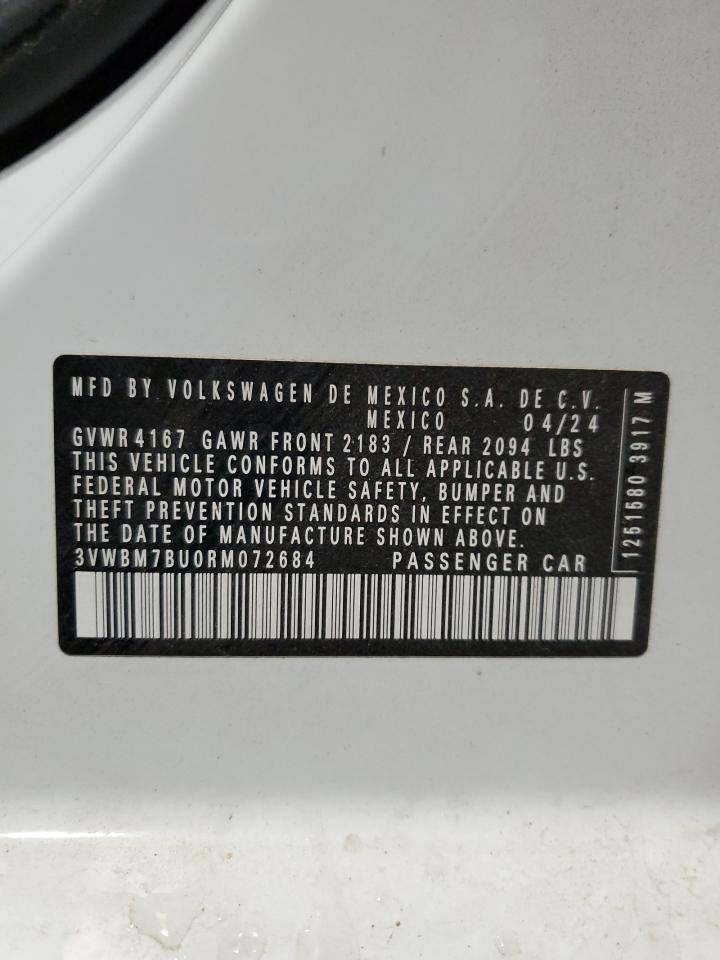 MFD BY VOLKSWAGEN DE MEXICO S.A. DE C.V.
MEXICO 04/24
GVWR 4167 GAWR FRONT 2183 / REAR 2094 LBS
THIS VEHICLE CONFORMS TO ALL APPLICABLE U.S.
FEDERAL MOTOR VEHICLE SAFETY, BUMPER AND
THEFT PREVENTION STANDARDS IN EFFECT ON
THE DATE OF MANUFACTURE SHOWN ABOVE.
3VWBM7BU0RM072684 PASSENGER CAR
1251580 3917 M